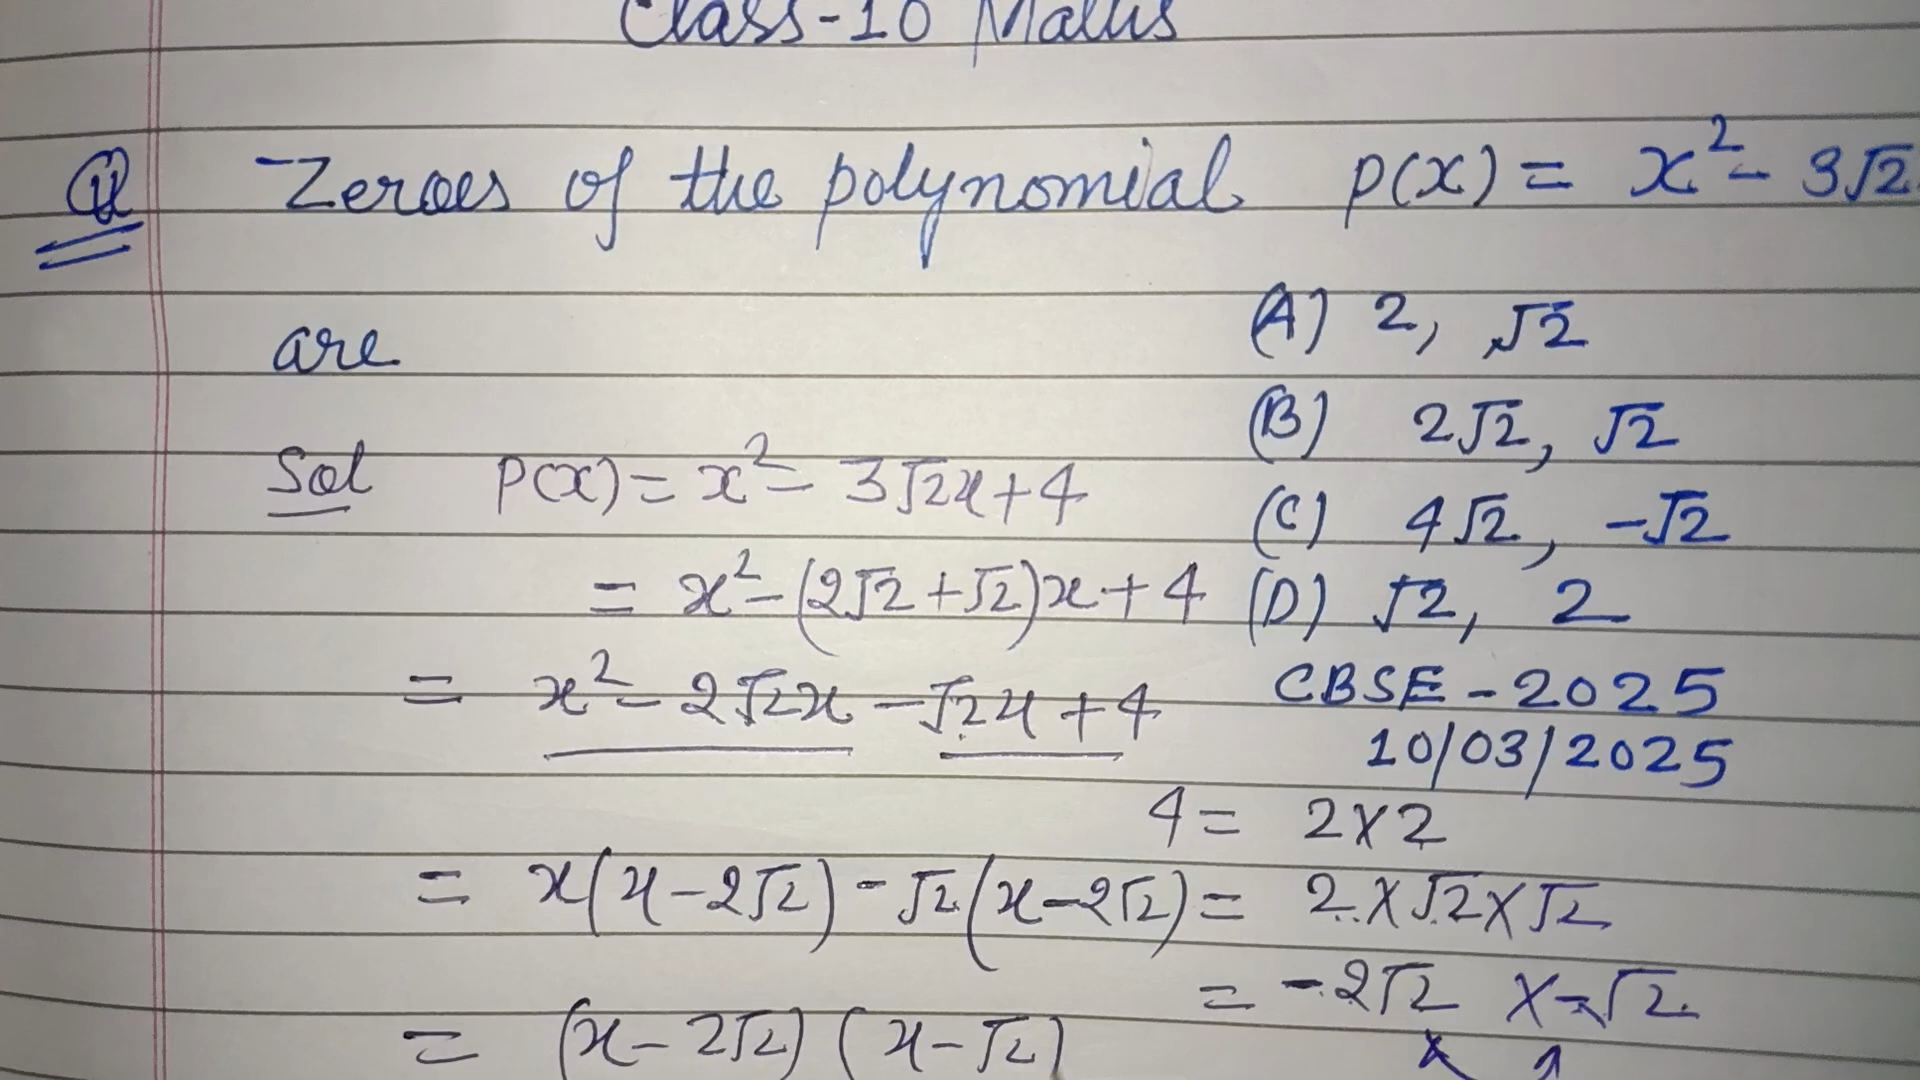 Class-10 Maths
Q Zeroes of the polynomial P(x) = x² - 3√2
are
(A) 2, √2
(B) 2√2, √2
Sol P(x) = x² - 3√2x + 4
(C) 4√2, -√2
= x² - (2√2 + √2)x + 4
(D) √2, 2
= x² - 2√2x - √2x + 4
CBSE - 2025
10/03/2025
4 = 2 x 2
= x(x - 2√2) - √2(x - 2√2)
= 2 x √2 x √2
= -2√2 x -√2
= (x - 2√2) (x - √2)